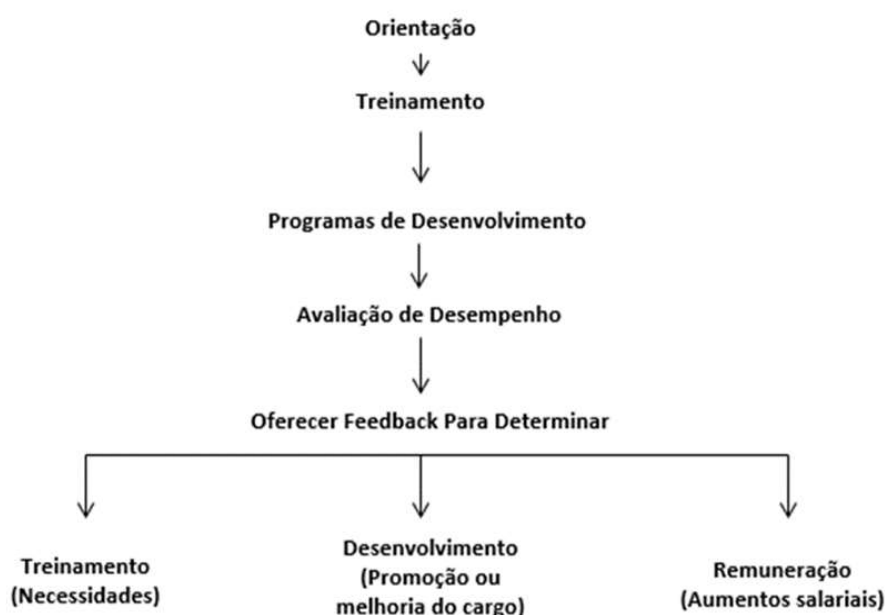 Orientação
Treinamento
Programas de Desenvolvimento
Avaliação de Desempenho
Oferecer Feedback Para Determinar
Treinamento
(Necessidades)
Desenvolvimento
(Promoção ou
melhoria do cargo)
Remuneração
(Aumentos salariais)